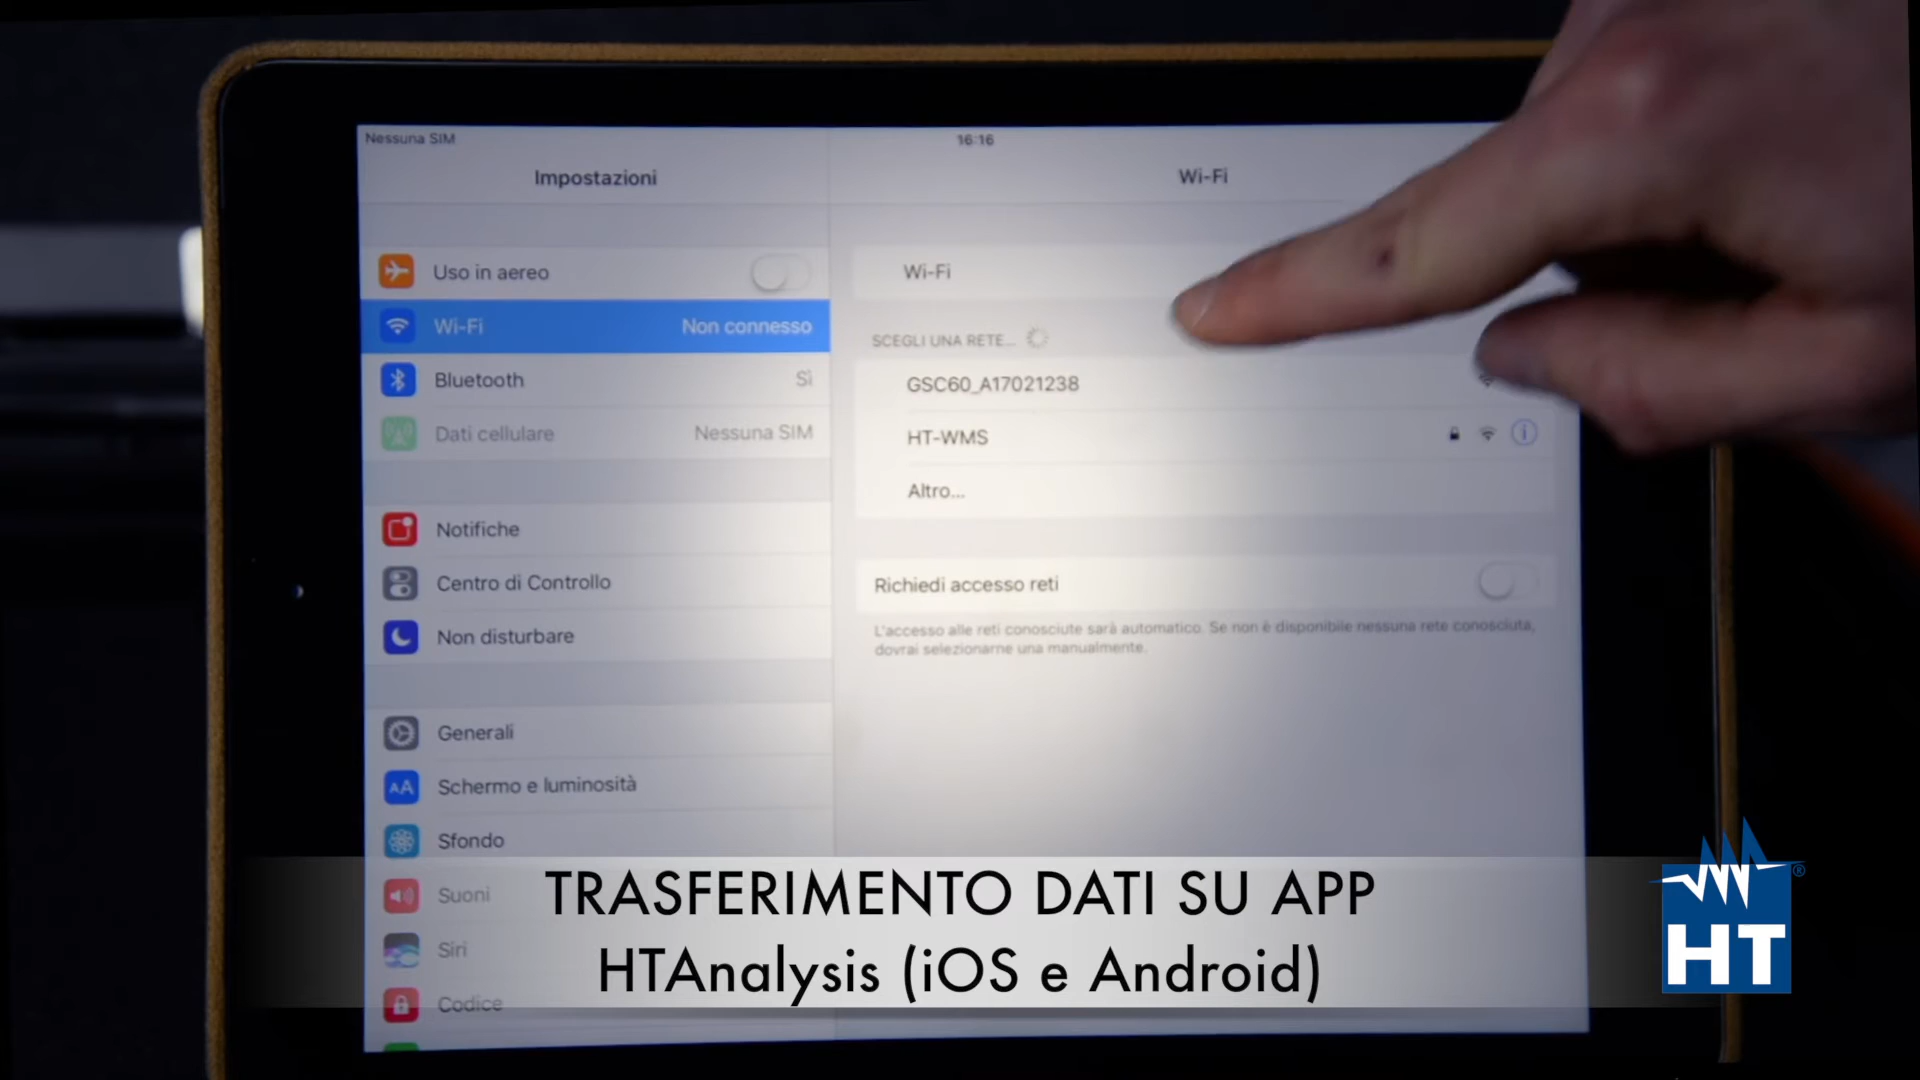 Nessuna SIM
16:16
Impostazioni
Wi-Fi
Uso in aereo
Wi-Fi
Non connesso
Bluetooth
Sì
Dati cellulare
Nessuna SIM
Notifiche
Centro di Controllo
Non disturbare
Generali
AA
Schermo e luminosità
Sfondo
Suoni
Siri
Codice
Wi-Fi
SCEGLI UNA RETE...
GSC60_A17021238
HT-WMS
Altro...
Richiedi accesso reti
L'accesso alle reti conosciute sarà automatico. Se non è disponibile nessuna rete conosciuta,
dovrai selezionarne una manualmente.
TRASFERIMENTO DATI SU APP
HTAnalysis (iOS e Android)
HT
®